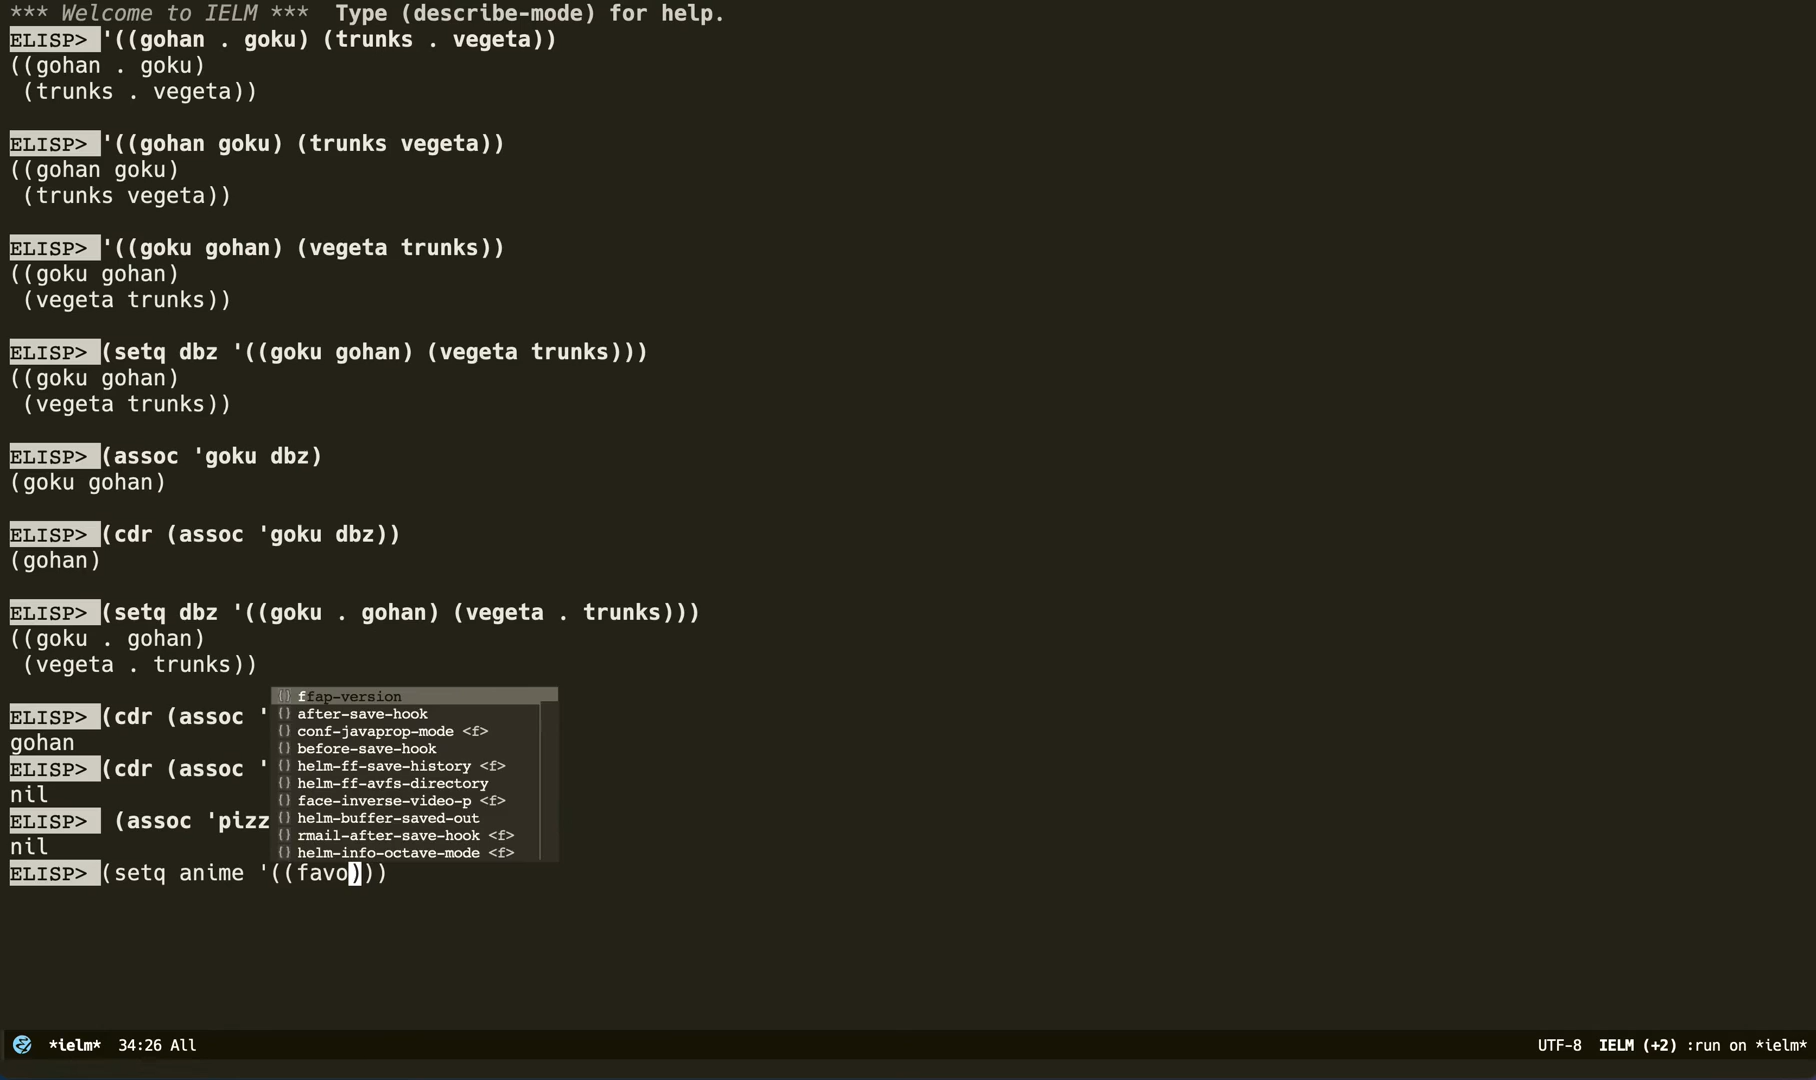 *** Welcome to IELM ***  Type (describe-mode) for help.
ELISP> '((gohan . goku) (trunks . vegeta))
((gohan . goku)
 (trunks . vegeta))
ELISP> '((gohan goku) (trunks vegeta))
((gohan goku)
 (trunks vegeta))
ELISP> '((goku gohan) (vegeta trunks))
((goku gohan)
 (vegeta trunks))
ELISP> (setq dbz '((goku gohan) (vegeta trunks)))
((goku gohan)
 (vegeta trunks))
ELISP> (assoc 'goku dbz)
(goku gohan)
ELISP> (cdr (assoc 'goku dbz))
(gohan)
ELISP> (setq dbz '((goku . gohan) (vegeta . trunks)))
((goku . gohan)
 (vegeta . trunks))
ELISP> (cdr (assoc '
gohan
ELISP> (cdr (assoc '
nil
ELISP>  (assoc 'pizz
nil
ELISP> (setq anime '((favo)))
ffap-version
after-save-hook
conf-javaprop-mode <f>
before-save-hook
helm-ff-save-history <f>
helm-ff-avfs-directory
face-inverse-video-p <f>
helm-buffer-saved-out
rmail-after-save-hook <f>
helm-info-octave-mode <f>
*ielm*  34:26 All
UTF-8  IELM (+2) :run on *ielm*